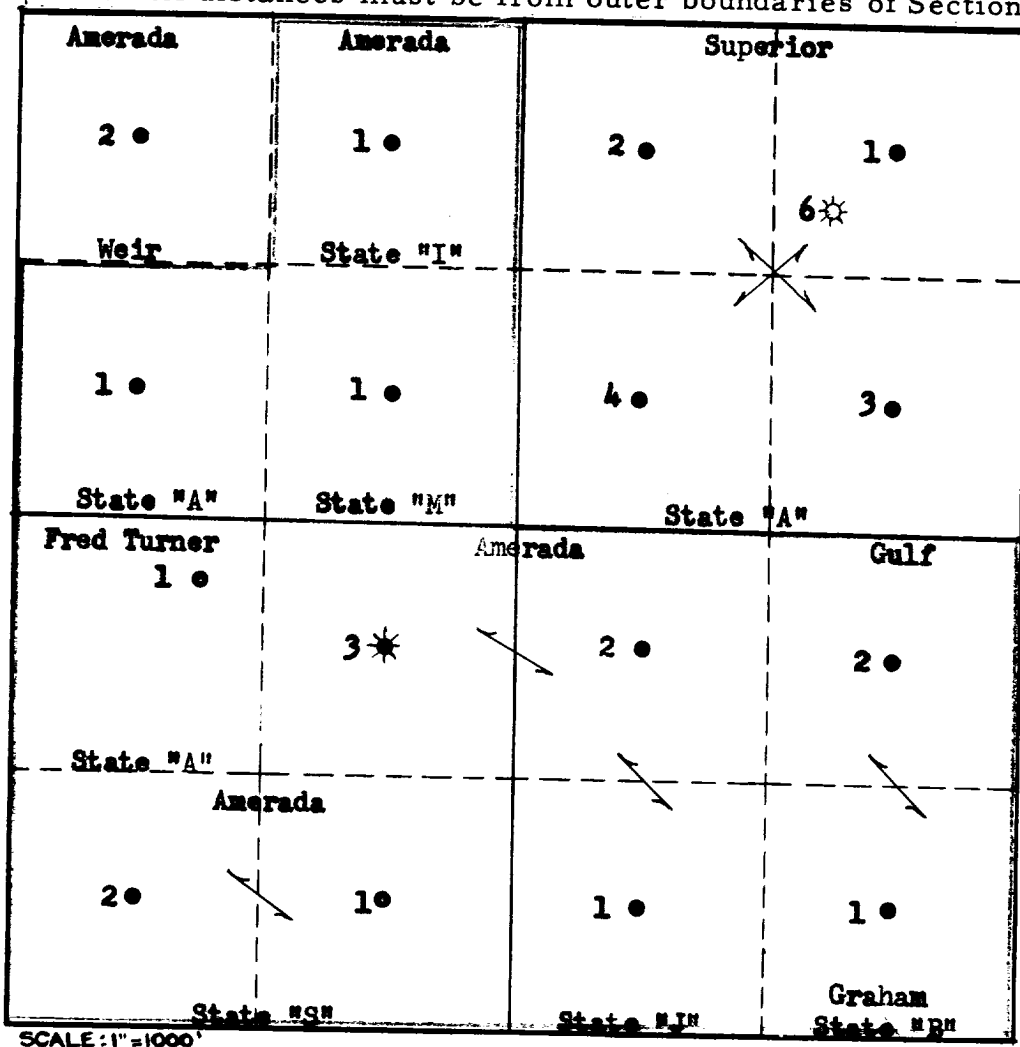 distances must be from outer boundaries of Section
Amerada Amerada Superior
2 1 2 1
6
Weir State "I"
1 1 4 3
State "A" State "M" State "A"
Fred Turner Amerada Gulf
1
3 2 2
State "A"
Amerada
2 1 1 1
Graham
State "S" State "J" State "B"
SCALE: 1"=1000'